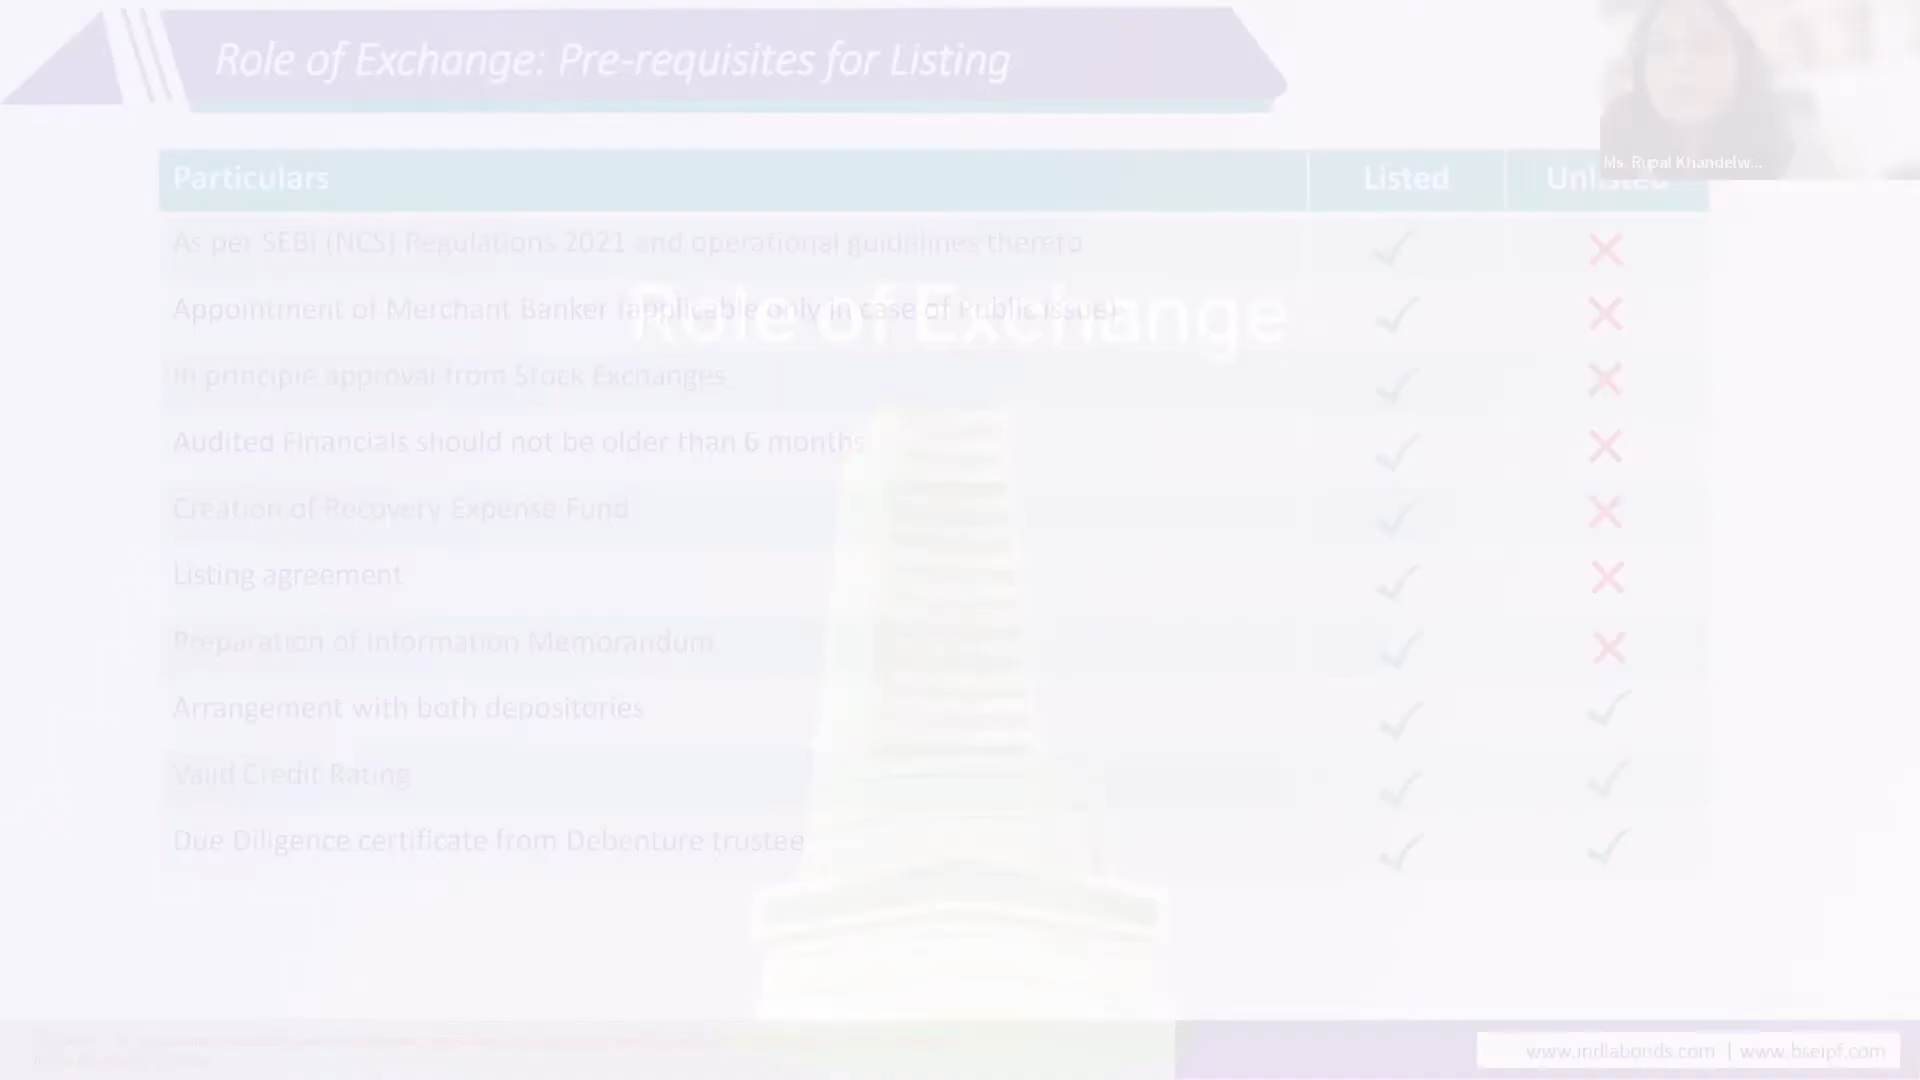 Role of Exchange: Pre-requisites for Listing
Ms. Rupal Khandelw...
Particulars Listed Unlisted
As per SEBI (NCS) Regulations 2021 and operational guidelines thereto
Appointment of Merchant Banker (applicable only in case of Public issue)
Role of Exchange
In principle approval from Stock Exchanges
Audited Financials should not be older than 6 months
Creation of Recovery Expense Fund
Listing agreement
Preparation of Information Memorandum
Arrangement with both depositories
Valid Credit Rating
Due Diligence certificate from Debenture trustee
www.indiabonds.com | www.bseipf.com